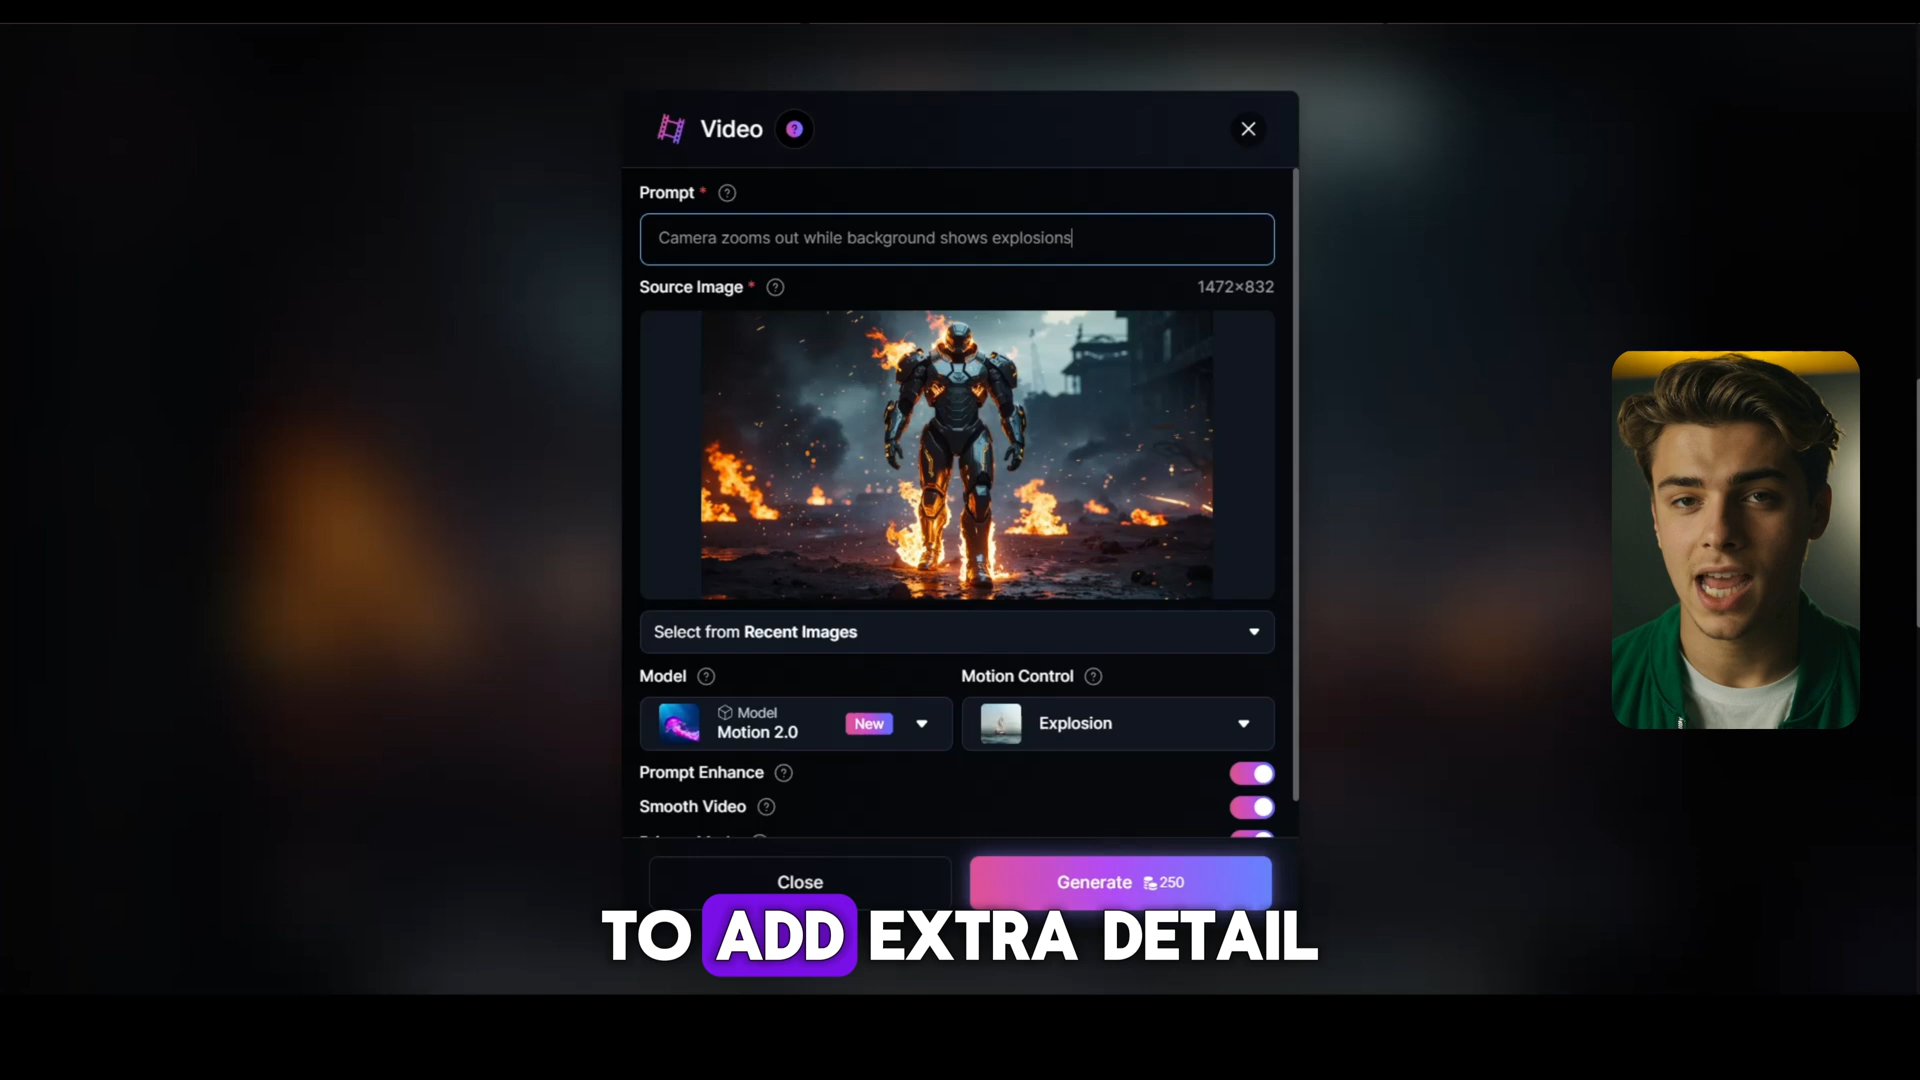 Video ?
Prompt * ?
Camera zooms out while background shows explosions
Source Image * ? 1472×832
Select from Recent Images
Model ? Motion Control ?
Model
Motion 2.0 New Explosion
Prompt Enhance ?
Smooth Video ?
Close Generate 250
TO ADD EXTRA DETAIL